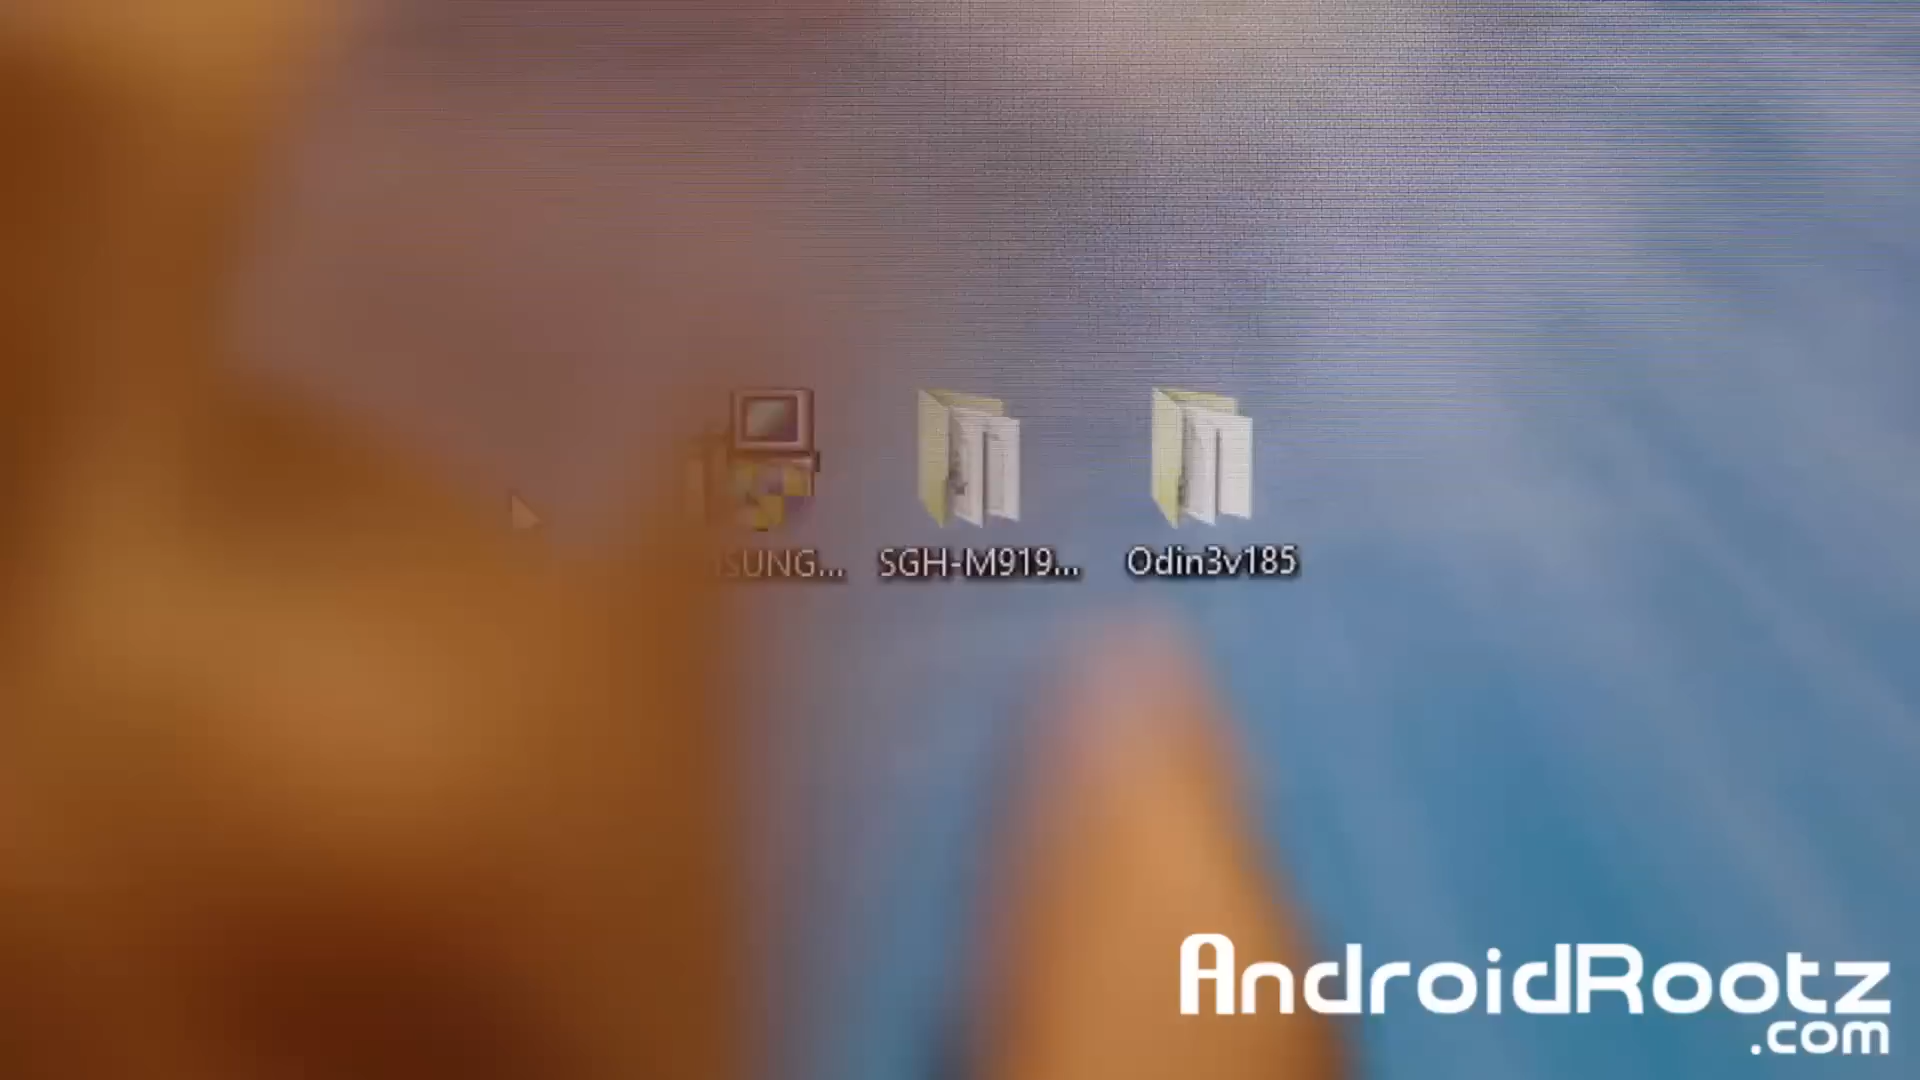 SUNG...
SGH-M919...
Odin3v185
AndroidRootz
.com